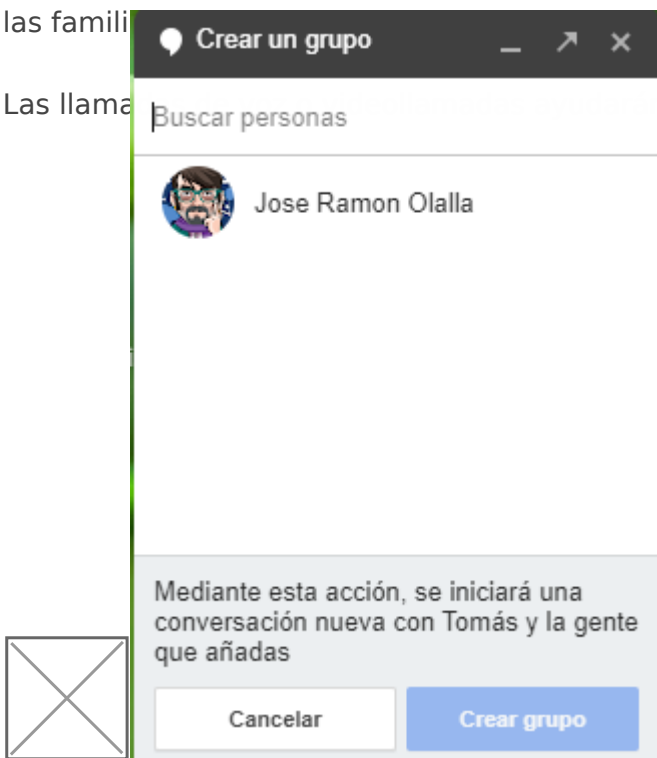 las famili
Crear un grupo
Las llama
Buscar personas
Jose Ramon Olalla
Mediante esta acción, se iniciará una
conversación nueva con Tomás y la gente
que añadas
Cancelar
Crear grupo